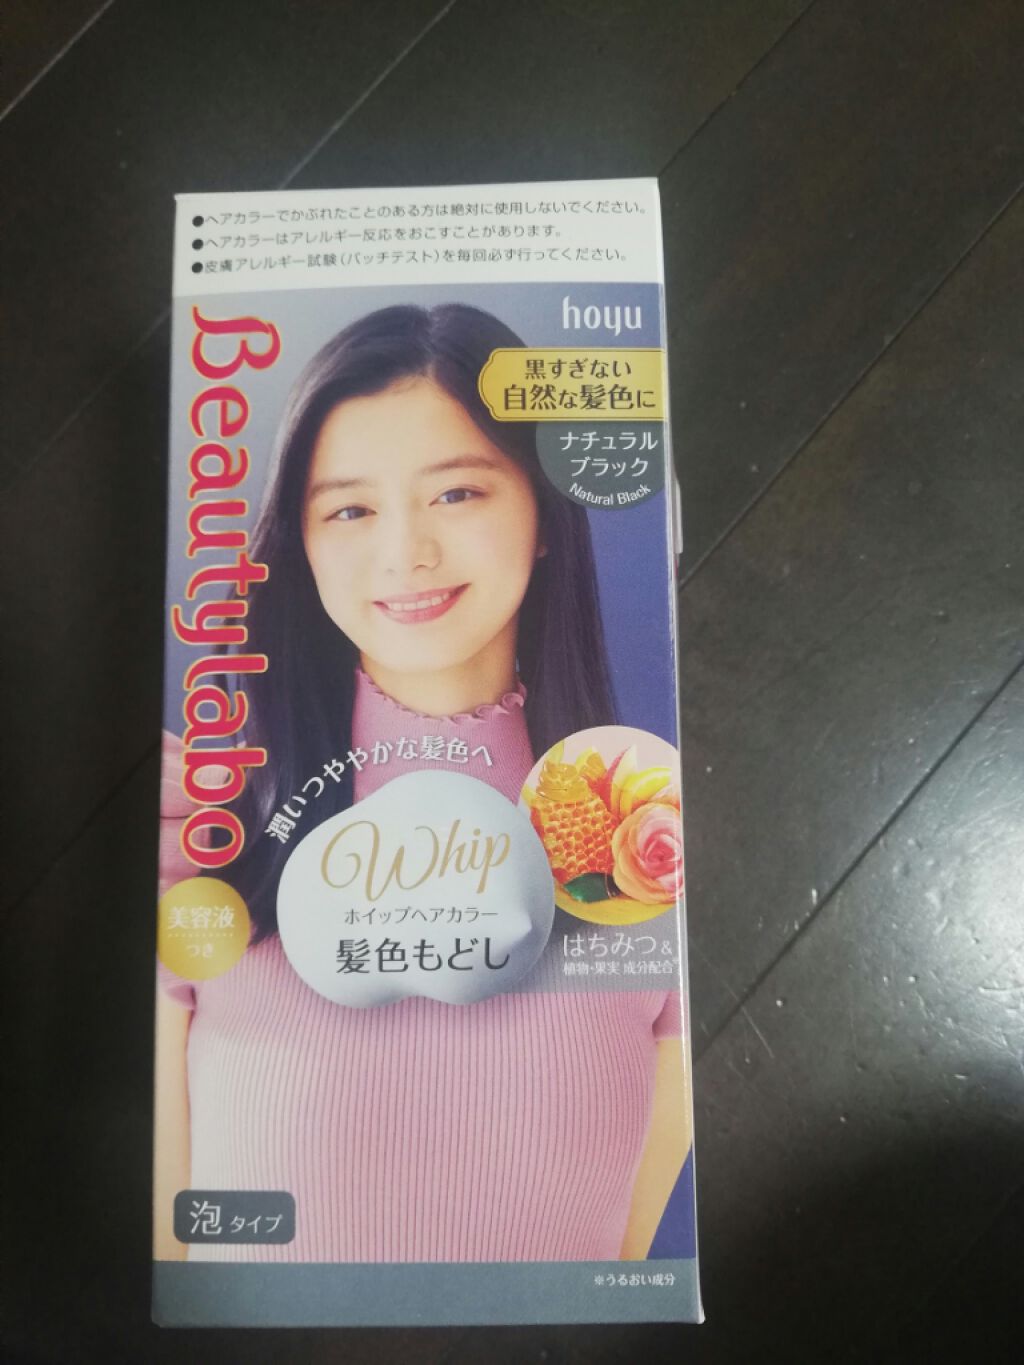 ●ヘアカラーでかぶれたことのある方は絶対に使用しないでください。
●ヘアカラーはアレルギー反応をおこすことがあります。
●皮膚アレルギー試験(パッチテスト)を毎回必ず行ってください。
hoyu
Beautylabo
黒すぎない
自然な髪色に
ナチュラル
ブラック
Natural Black
潤いつややかな髪色へ
Whip
ホイップヘアカラー
髪色もどし
美容液
つき
はちみつ&
植物・果実 成分配合※
泡タイプ
※うるおい成分